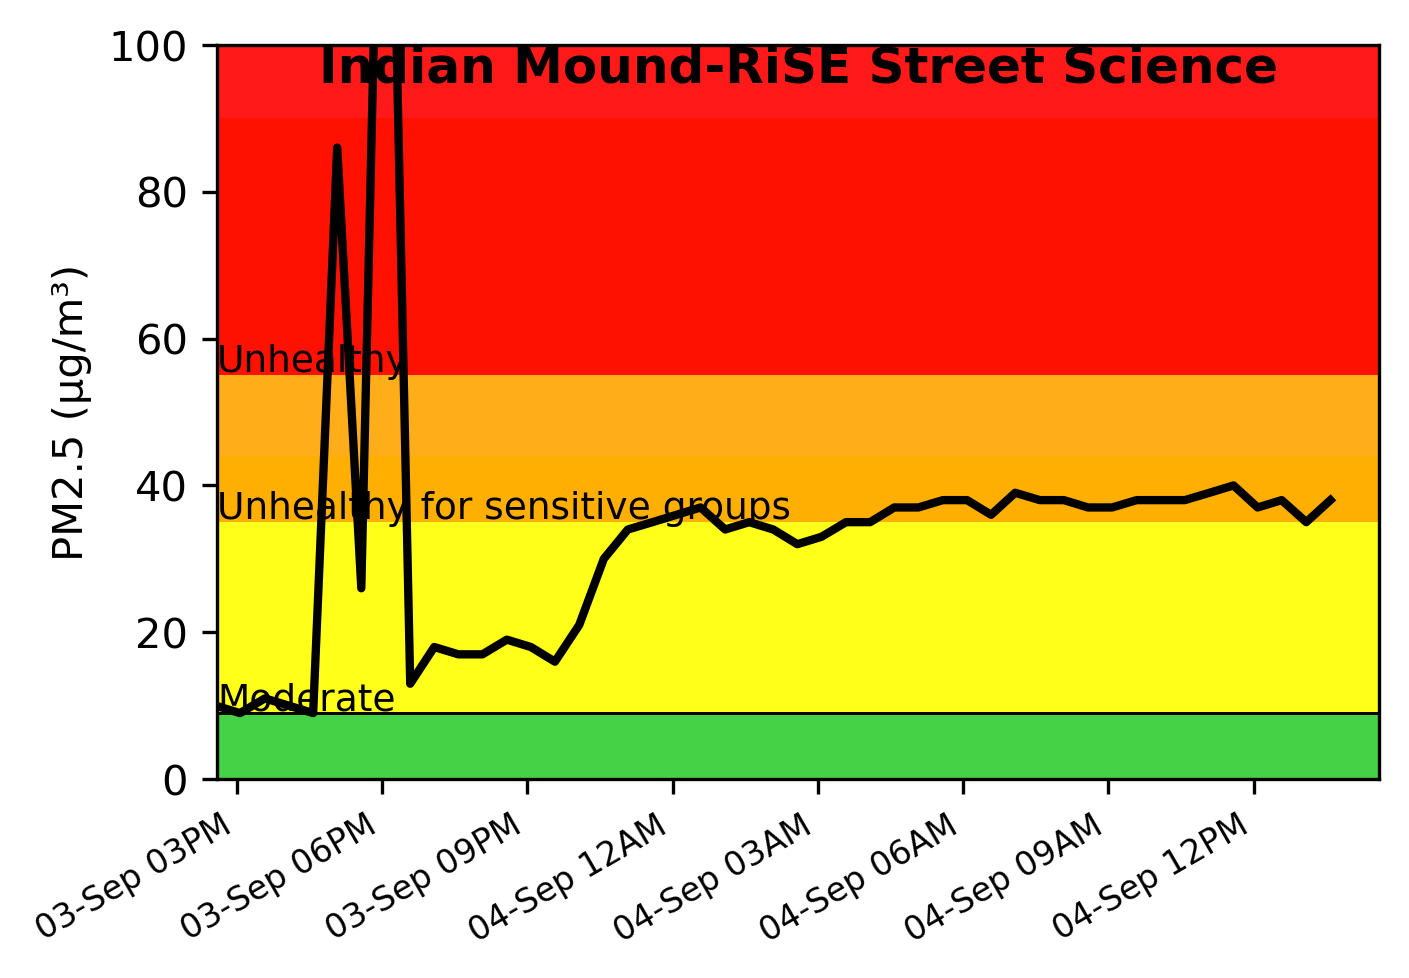 Indian Mound-RiSE Street Science
PM2.5 (µg/m³)
100
80
60
40
20
0
Unhealthy
Unhealthy for sensitive groups
Moderate
03-Sep 03PM
03-Sep 06PM
03-Sep 09PM
04-Sep 12AM
04-Sep 03AM
04-Sep 06AM
04-Sep 09AM
04-Sep 12PM